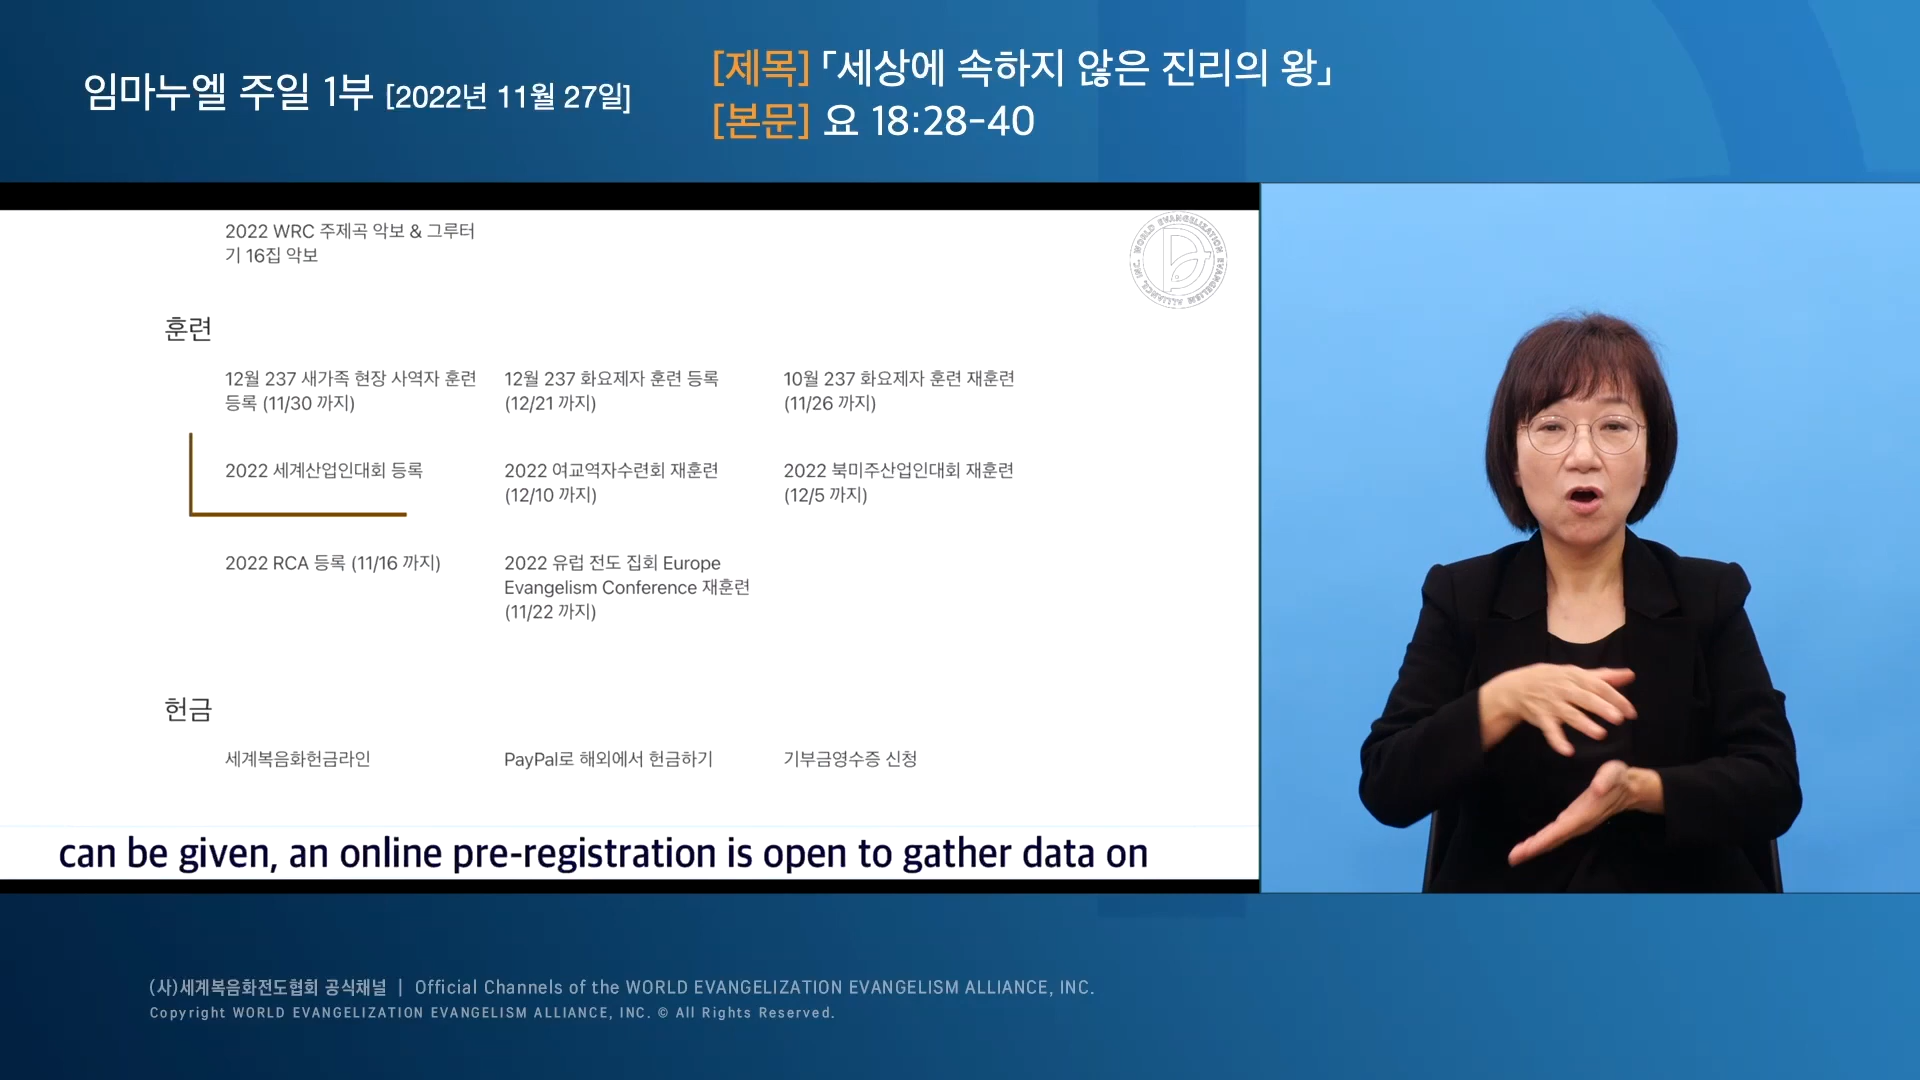 임마누엘 주일 1부 [2022년 11월 27일]
[제목] 「세상에 속하지 않은 진리의 왕」
[본문] 요 18:28-40
2022 WRC 주제곡 악보 & 그루터
기 16집 악보
WORLD EVANGELIZATION EVANGELISM ALLIANCE, INC.
훈련
12월 237 새가족 현장 사역자 훈련
등록 (11/30 까지)
12월 237 화요제자 훈련 등록
(12/21 까지)
10월 237 화요제자 훈련 재훈련
(11/26 까지)
2022 세계산업인대회 등록
2022 여교역자수련회 재훈련
(12/10 까지)
2022 북미주산업인대회 재훈련
(12/5 까지)
2022 RCA 등록 (11/16 까지)
2022 유럽 전도 집회 Europe
Evangelism Conference 재훈련
(11/22 까지)
헌금
세계복음화헌금라인
PayPal로 해외에서 헌금하기
기부금영수증 신청
can be given, an online pre-registration is open to gather data on
(사)세계복음화전도협회 공식채널 | Official Channels of the WORLD EVANGELIZATION EVANGELISM ALLIANCE, INC.
Copyright WORLD EVANGELIZATION EVANGELISM ALLIANCE, INC. © All Rights Reserved.